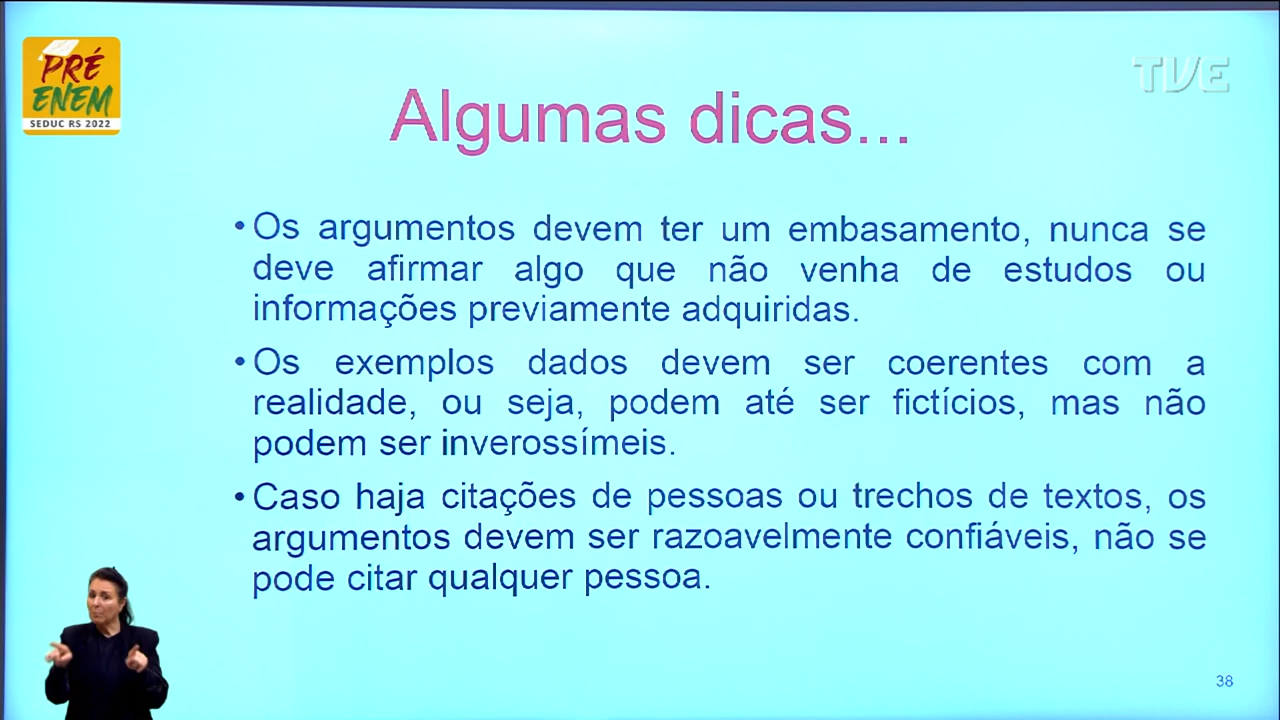 PRÉ
ENEM
SEDUC RS 2022
TVE
Algumas dicas...
•Os argumentos devem ter um embasamento, nunca se
deve afirmar algo que não venha de estudos ou
informações previamente adquiridas.
•Os exemplos dados devem ser coerentes com a
realidade, ou seja, podem até ser fictícios, mas não
podem ser inverossímeis.
•Caso haja citações de pessoas ou trechos de textos, os
argumentos devem ser razoavelmente confiáveis, não se
pode citar qualquer pessoa.
38